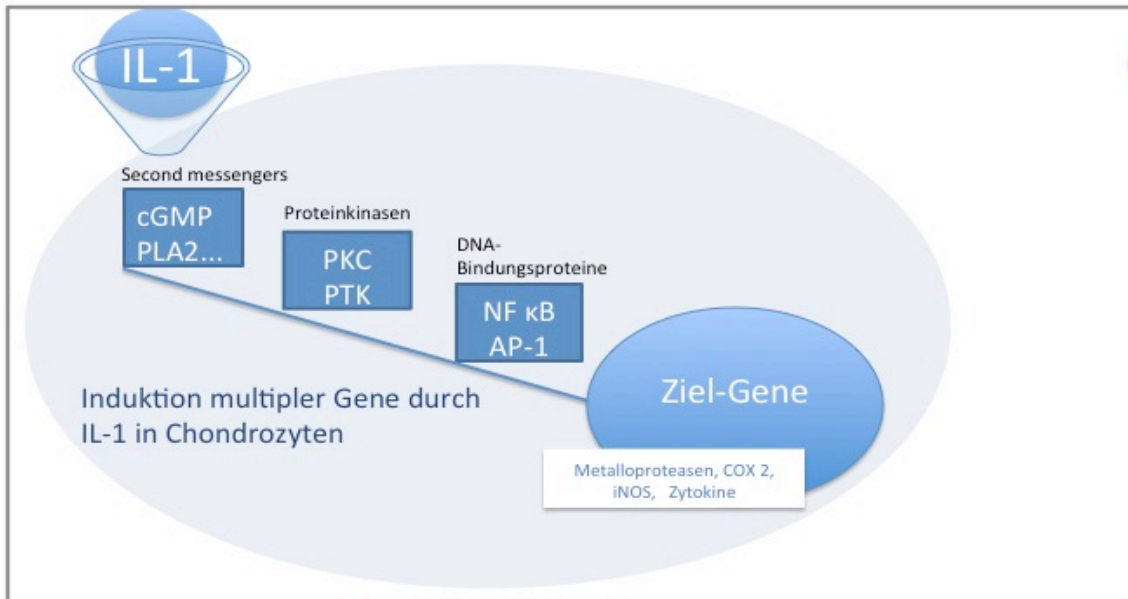 IL-1
Second messengers
cGMP
PLA2...
Proteinkinasen
PKC
PTK
DNA-
Bindungsproteine
NF κB
AP-1
Ziel-Gene
Induktion multipler Gene durch
IL-1 in Chondrozyten
Metalloproteasen, COX 2,
iNOS, Zytokine